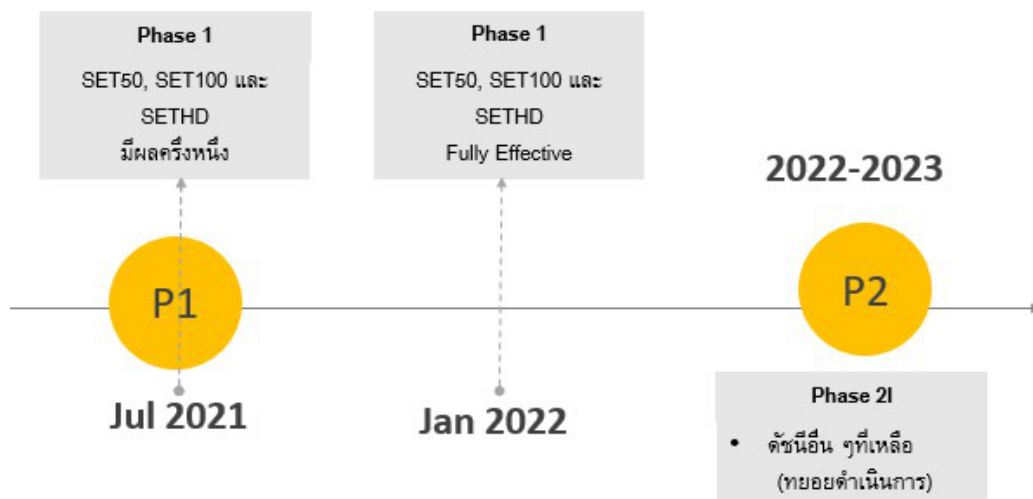 Phase 1
SET50, SET100 และ
SETHD
มีผลครึ่งหนึ่ง
Phase 1
SET50, SET100 และ
SETHD
Fully Effective
2022-2023
P1
P2
Jul 2021
Jan 2022
Phase 2I
• ดัชนีอื่น ๆที่เหลือ
(ทยอยดำเนินการ)